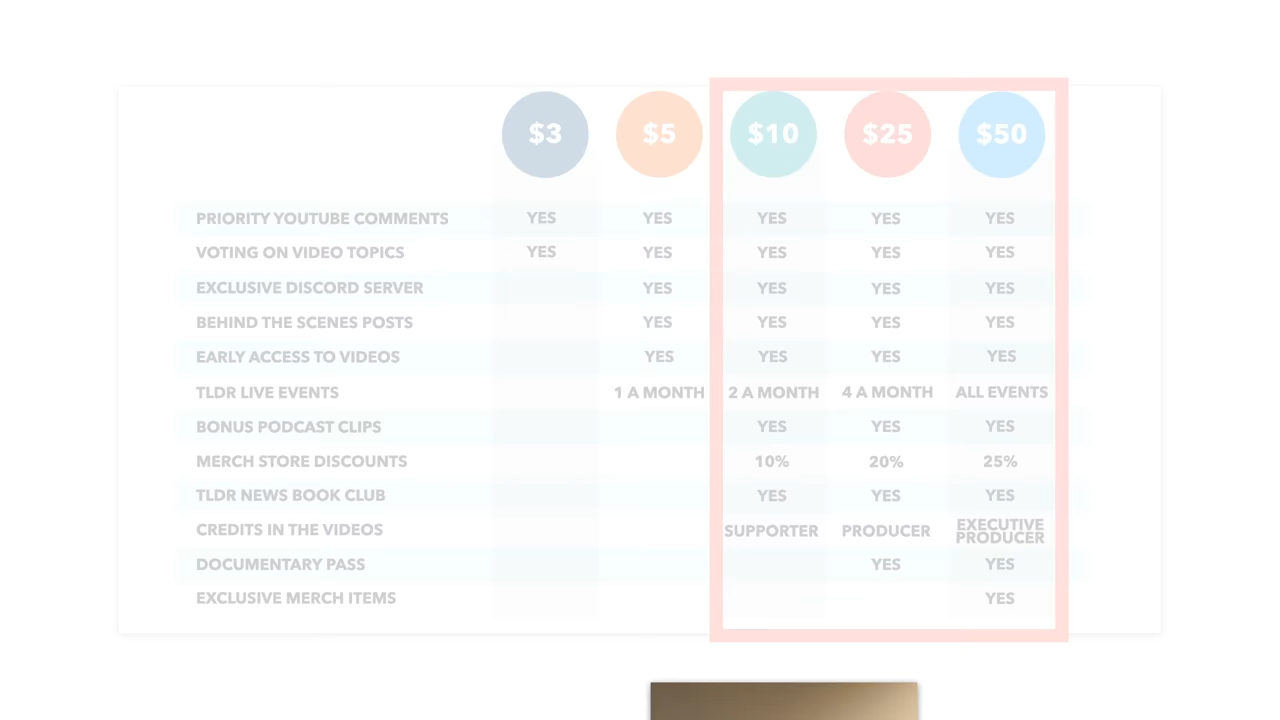 $3 $5 $10 $25 $50
PRIORITY YOUTUBE COMMENTS YES YES YES YES YES
VOTING ON VIDEO TOPICS YES YES YES YES YES
EXCLUSIVE DISCORD SERVER YES YES YES YES
BEHIND THE SCENES POSTS YES YES YES YES
EARLY ACCESS TO VIDEOS YES YES YES YES
TLDR LIVE EVENTS 1 A MONTH 2 A MONTH 4 A MONTH ALL EVENTS
BONUS PODCAST CLIPS YES YES YES
MERCH STORE DISCOUNTS 10% 20% 25%
TLDR NEWS BOOK CLUB YES YES YES
CREDITS IN THE VIDEOS SUPPORTER PRODUCER EXECUTIVE PRODUCER
DOCUMENTARY PASS YES YES
EXCLUSIVE MERCH ITEMS YES